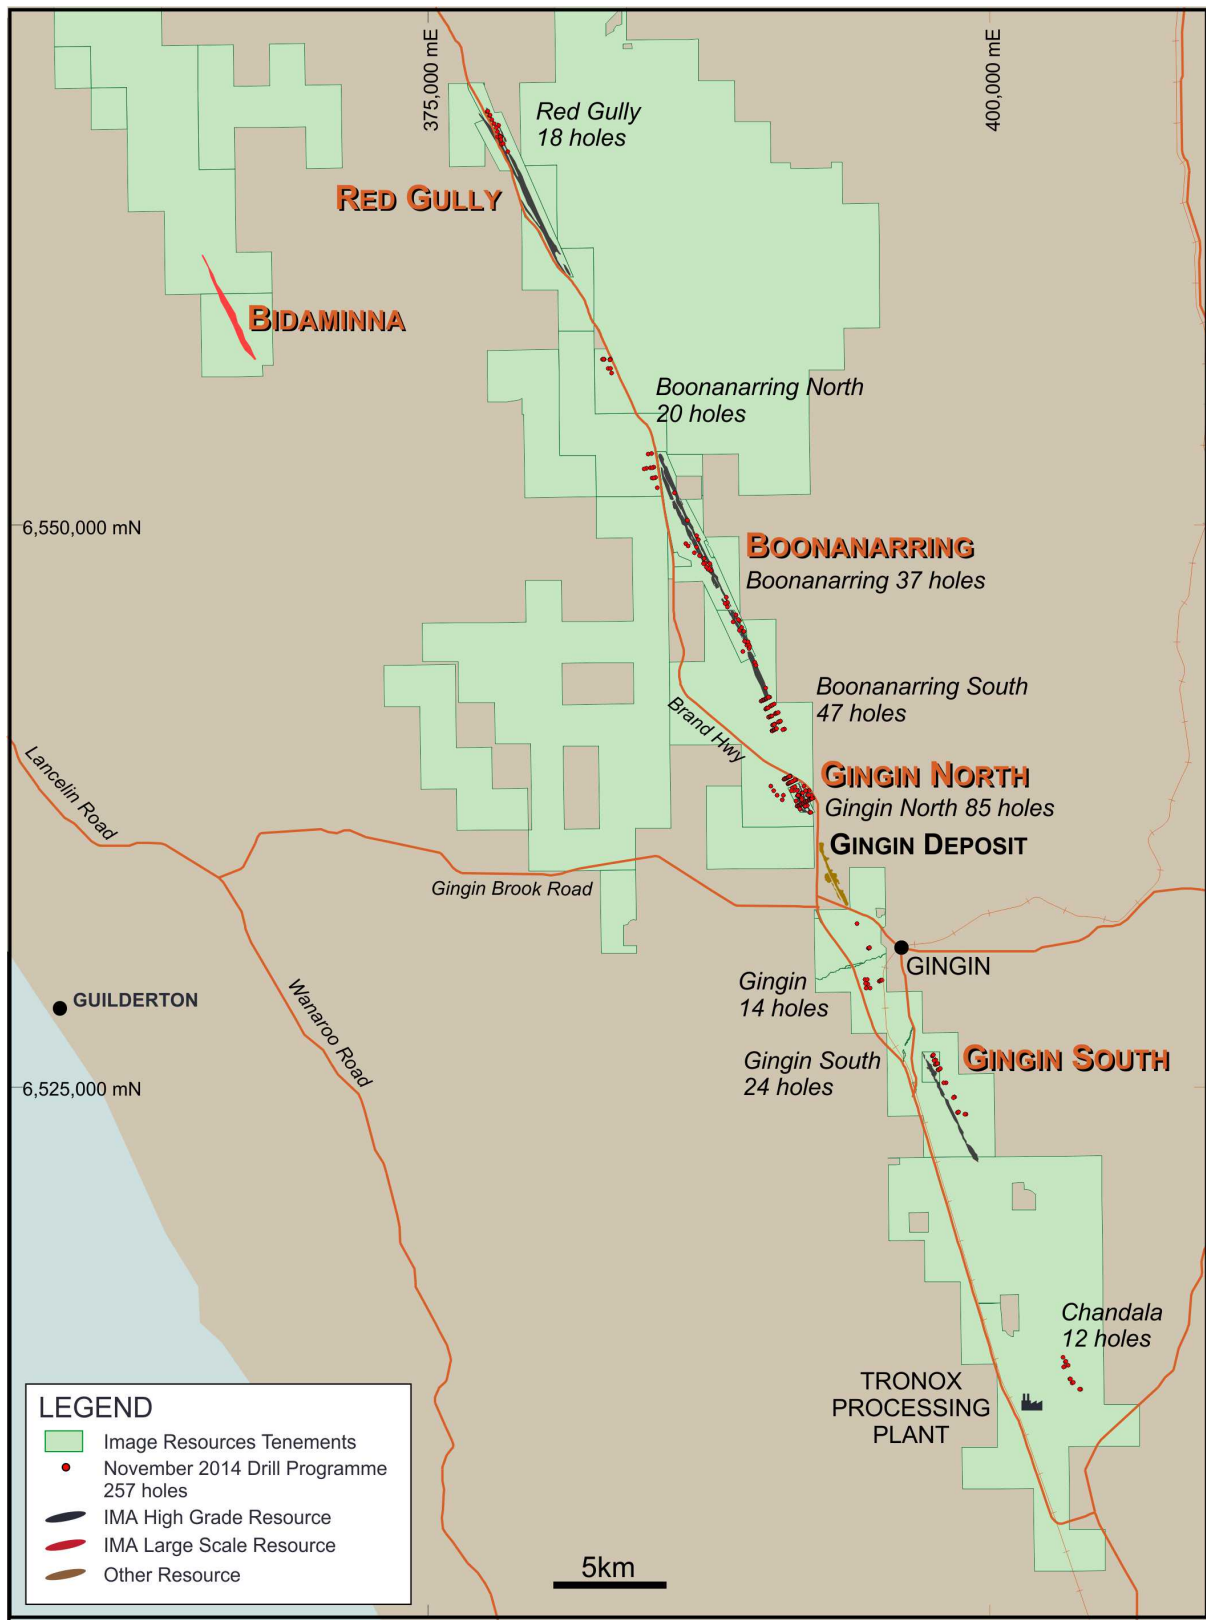 375,000 mE
400,000 mE
Red Gully
18 holes
RED GULLY
BIDAMINNA
Boonanarring North
20 holes
6,550,000 mN
BOONANARRING
Boonanarring 37 holes
Boonanarring South
47 holes
Brand Hwy
Lancelin Road
GINGIN NORTH
Gingin North 85 holes
GINGIN DEPOSIT
Gingin Brook Road
GINGIN
Gingin
14 holes
GUILDERTON
Wanaroo Road
Gingin South
24 holes
GINGIN SOUTH
6,525,000 mN
Chandala
12 holes
TRONOX
PROCESSING
PLANT
LEGEND
Image Resources Tenements
November 2014 Drill Programme
257 holes
IMA High Grade Resource
IMA Large Scale Resource
Other Resource
5km